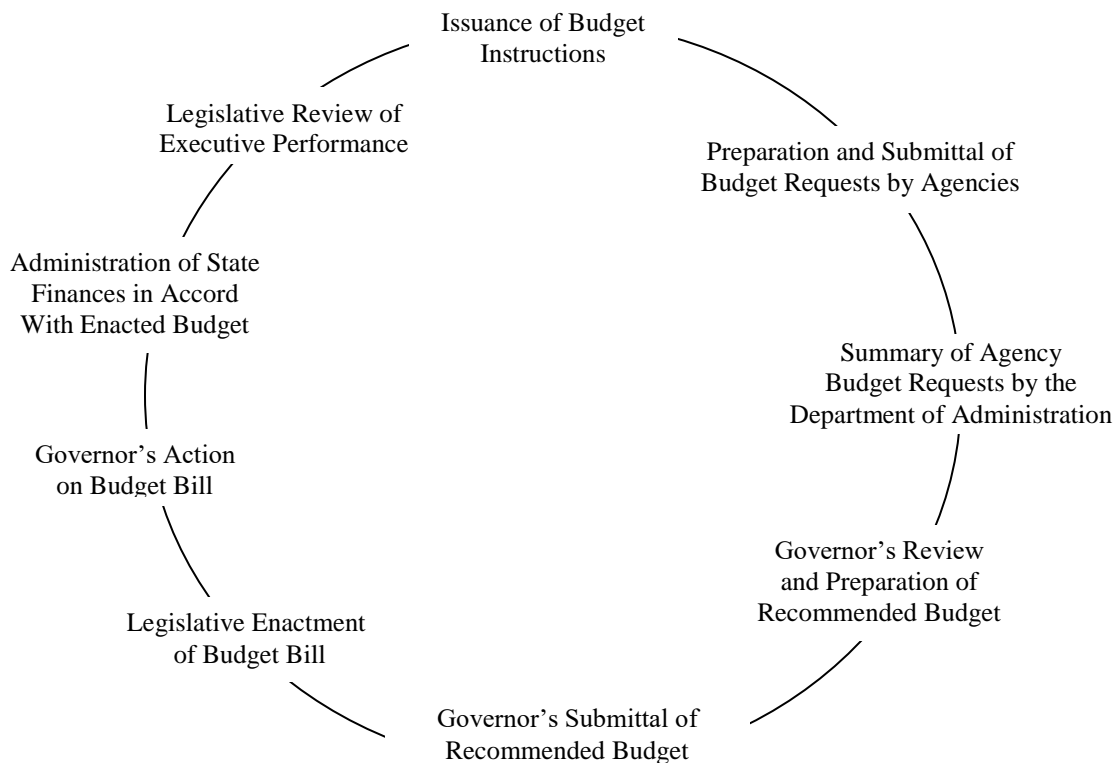 Issuance of Budget
Instructions
Preparation and Submittal of
Budget Requests by Agencies
Summary of Agency
Budget Requests by the
Department of Administration
Governor’s Review
and Preparation of
Recommended Budget
Governor’s Submittal of
Recommended Budget
Legislative Enactment
of Budget Bill
Governor’s Action
on Budget Bill
Administration of State
Finances in Accord
With Enacted Budget
Legislative Review of
Executive Performance